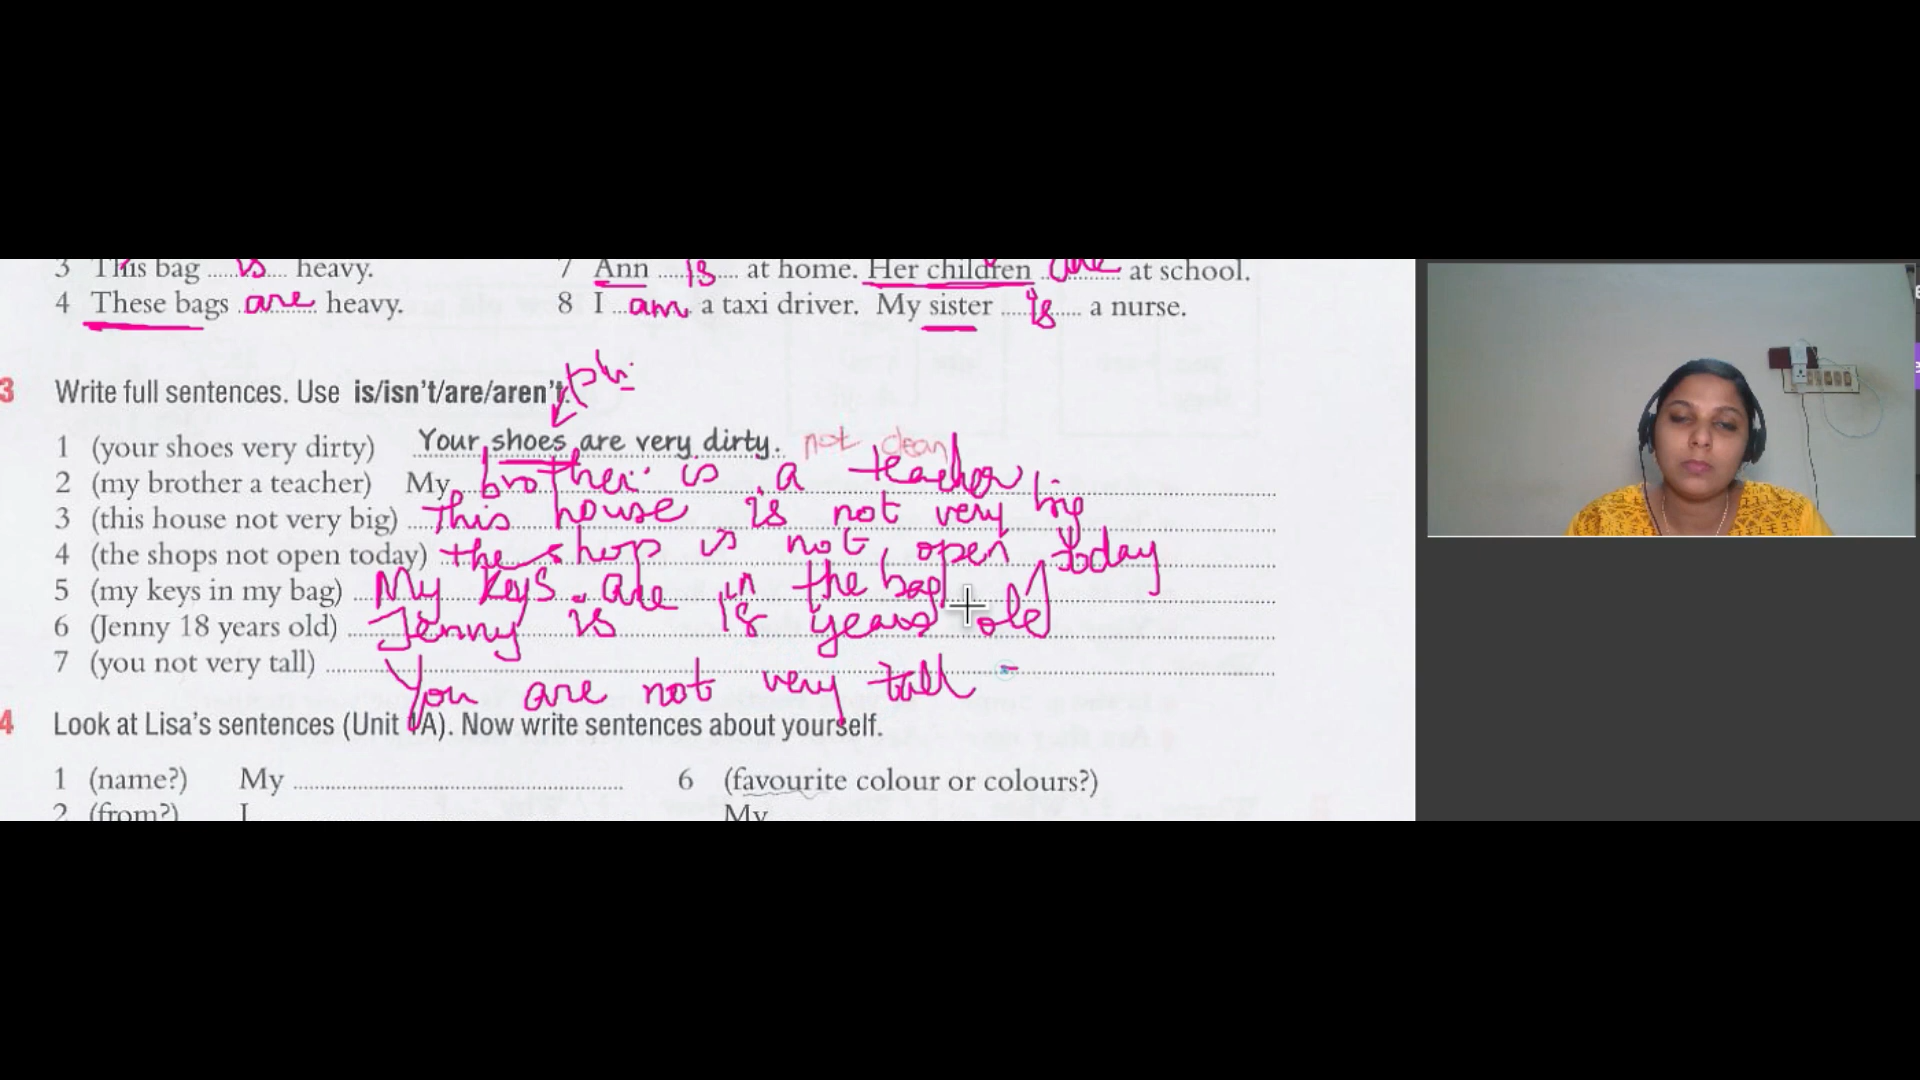 3 This bag is heavy. 7 Ann is at home. Her children are at school.
4 These bags are heavy. 8 I am a taxi driver. My sister is a nurse.
3 Write full sentences. Use is/isn't/are/aren't.
1 (your shoes very dirty) Your shoes are very dirty. not clean
2 (my brother a teacher) My brother is a teacher
3 (this house not very big) This house is not very big
4 (the shops not open today) the shop is not open today
5 (my keys in my bag) My keys are in the bag
6 (Jenny 18 years old) Jenny is 18 years old
7 (you not very tall) You are not very tall
4 Look at Lisa's sentences (Unit 1A). Now write sentences about yourself.
1 (name?) My 6 (favourite colour or colours?)
2 (from?) I My